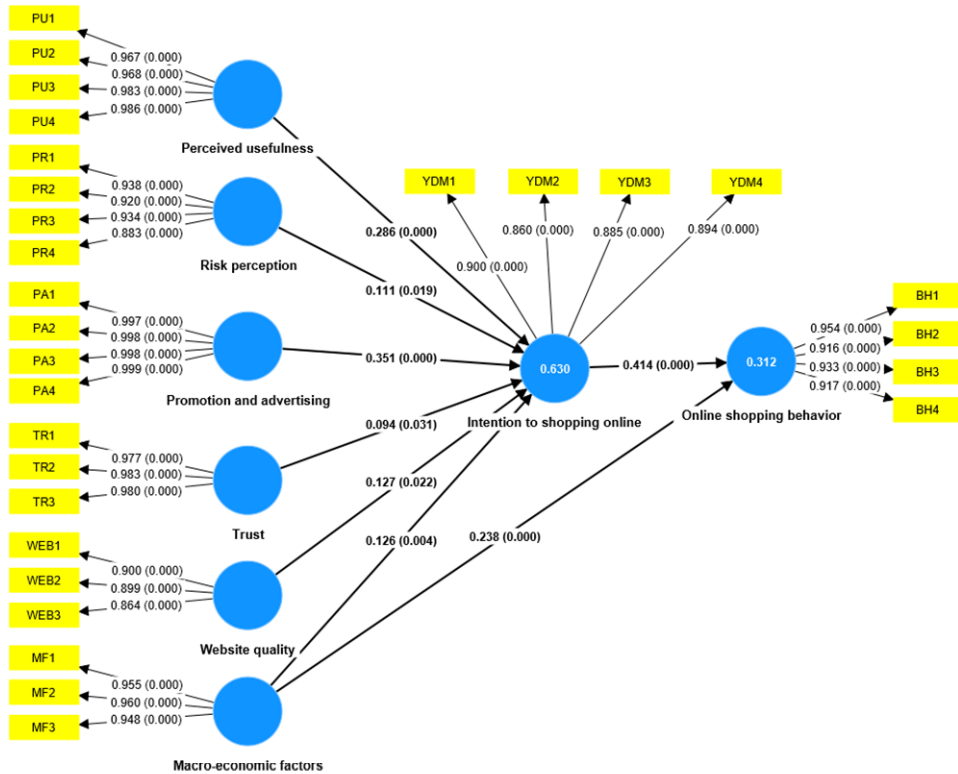 PU1
PU2
PU3
PU4
0.967 (0.000)
0.968 (0.000)
0.983 (0.000)
0.986 (0.000)
Perceived usefulness
PR1
PR2
PR3
PR4
0.938 (0.000)
0.920 (0.000)
0.934 (0.000)
0.883 (0.000)
Risk perception
PA1
PA2
PA3
PA4
0.997 (0.000)
0.998 (0.000)
0.998 (0.000)
0.999 (0.000)
Promotion and advertising
TR1
TR2
TR3
0.977 (0.000)
0.983 (0.000)
0.980 (0.000)
Trust
WEB1
WEB2
WEB3
0.900 (0.000)
0.899 (0.000)
0.864 (0.000)
Website quality
MF1
MF2
MF3
0.955 (0.000)
0.960 (0.000)
0.948 (0.000)
Macro-economic factors
0.286 (0.000)
0.111 (0.019)
0.351 (0.000)
0.094 (0.031)
0.127 (0.022)
0.126 (0.004)
0.238 (0.000)
YDM1
YDM2
YDM3
YDM4
0.900 (0.000)
0.860 (0.000)
0.885 (0.000)
0.894 (0.000)
0.630
Intention to shopping online
0.414 (0.000)
0.312
Online shopping behavior
0.954 (0.000)
0.916 (0.000)
0.933 (0.000)
0.917 (0.000)
BH1
BH2
BH3
BH4